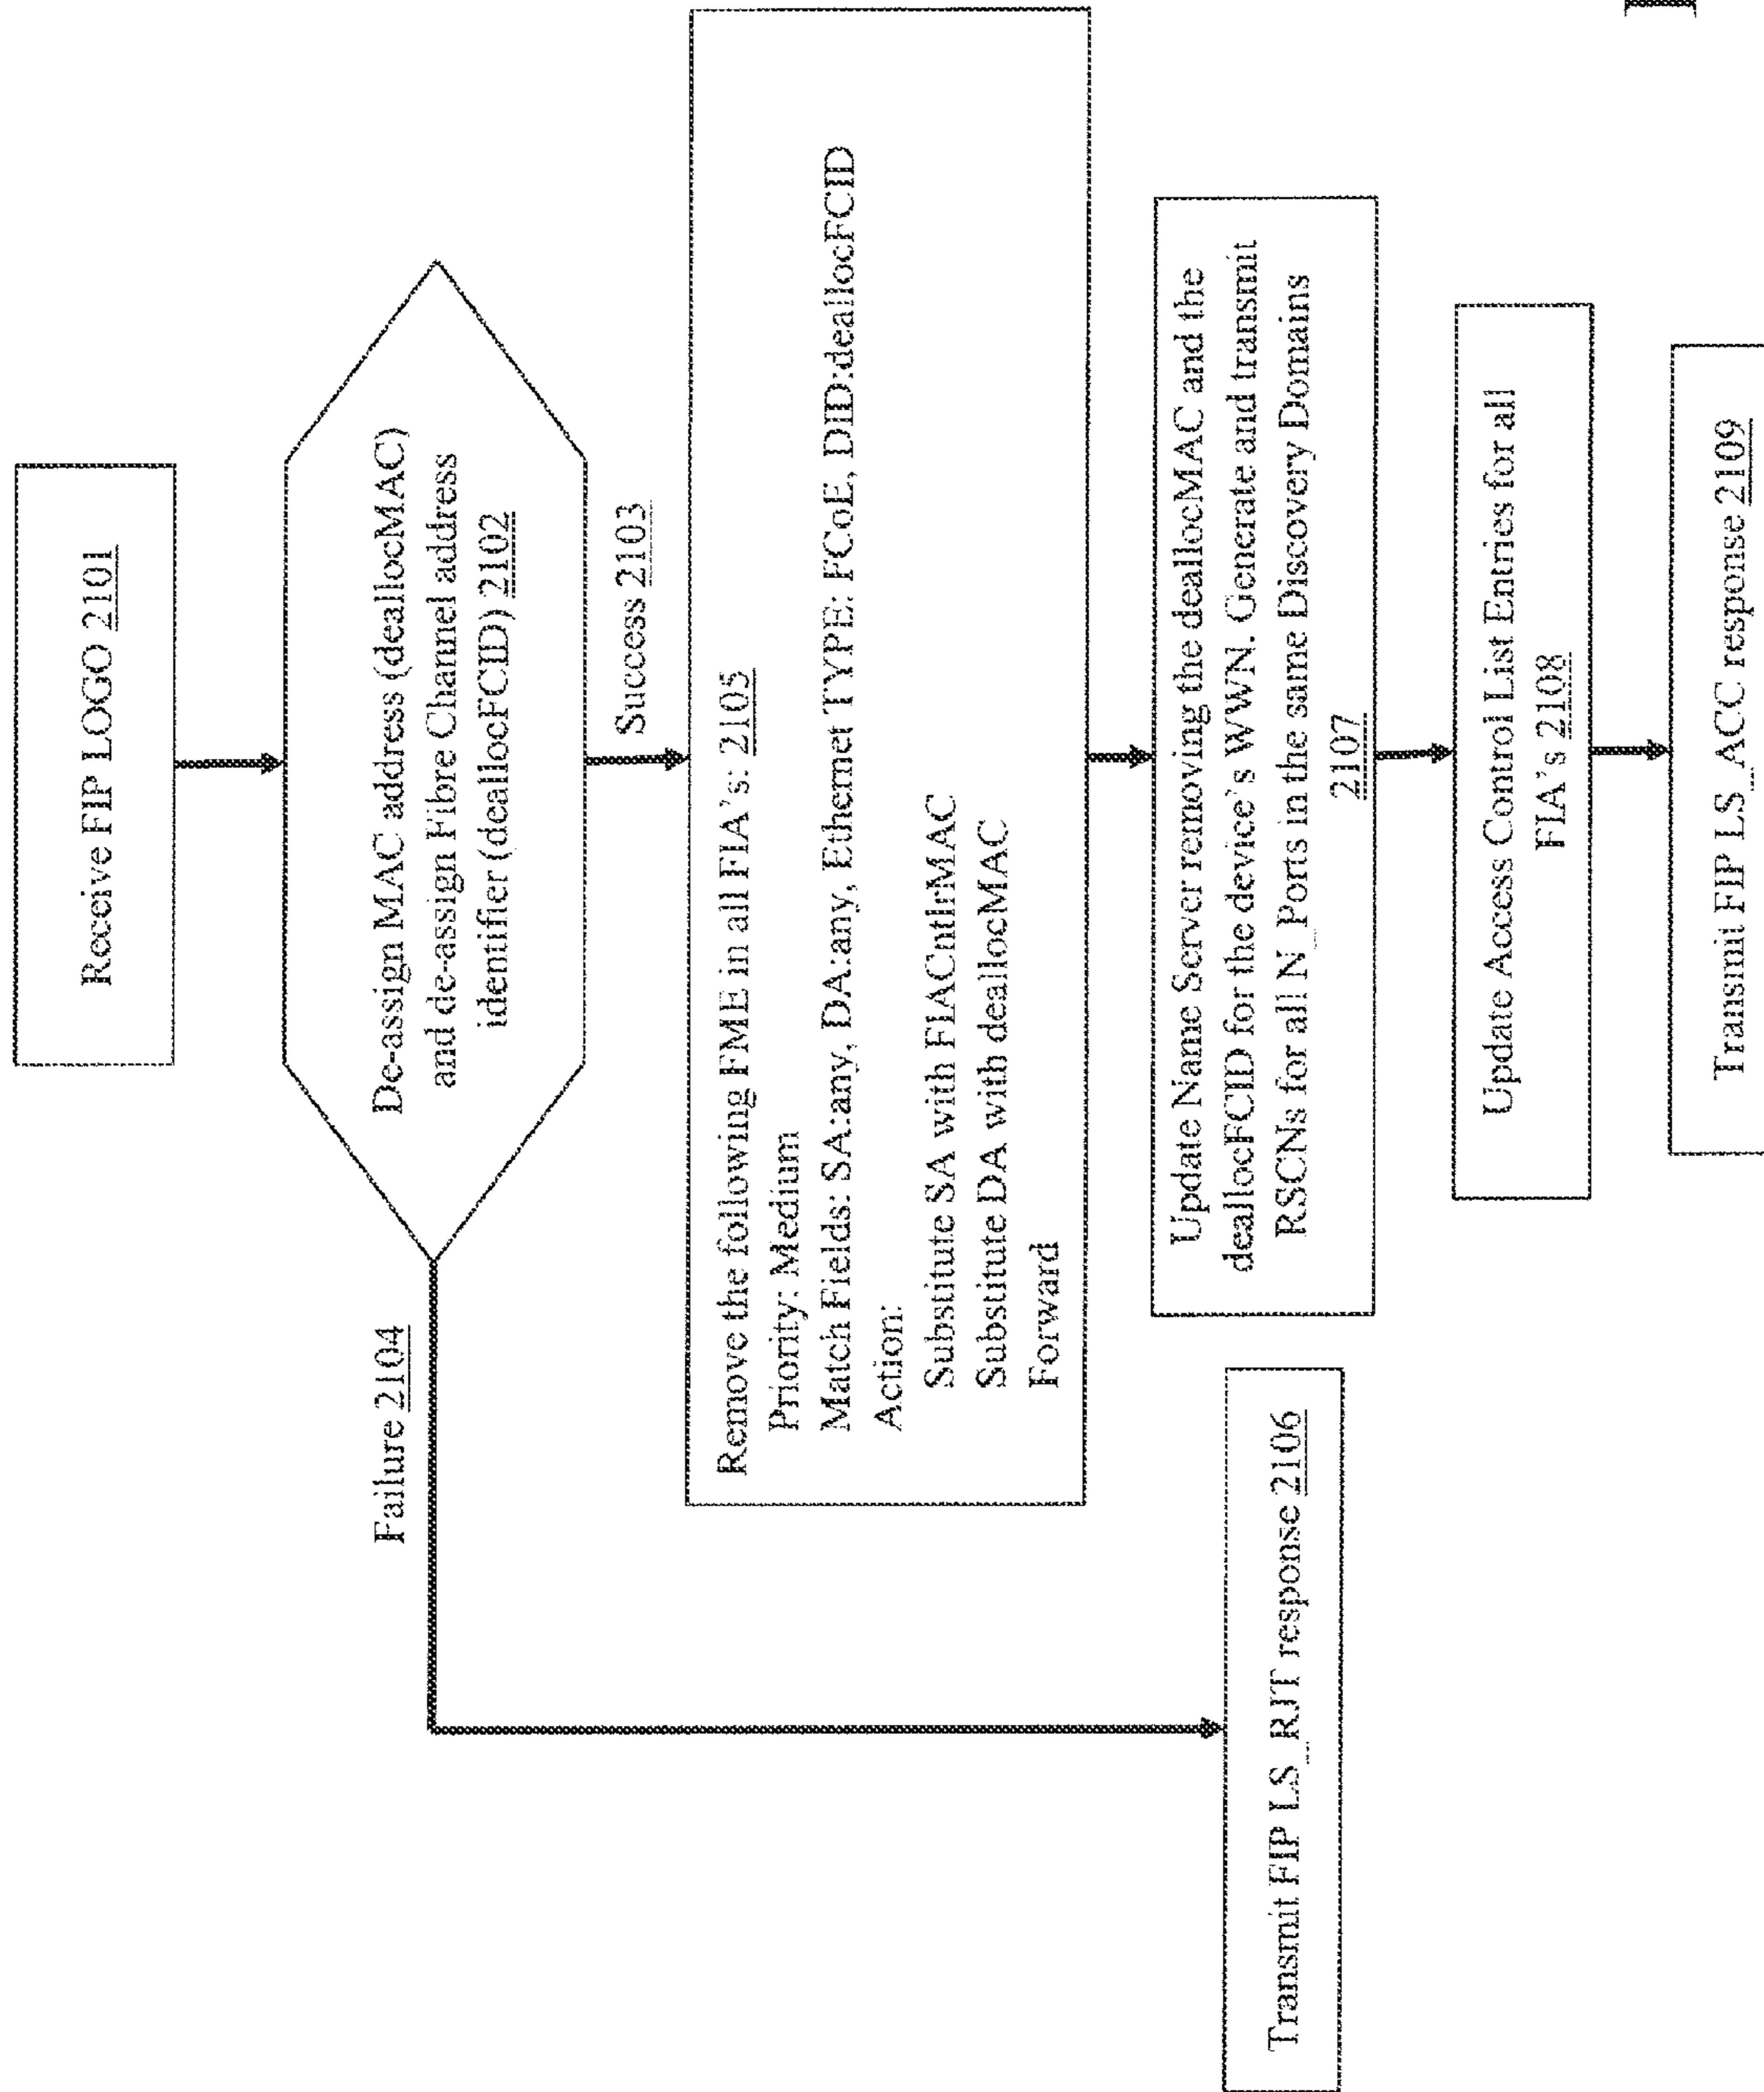 Receive FIP LOGO 2101
De-assign MAC address (deallocMAC)
and de-assign Fibre Channel address
identifier (deallocFCID) 2102
Failure 2104
Success 2103
Remove the following FME in all FIA's: 2105
Priority: Medium
Match Fields: SA:any, DA:any, Ethernet TYPE: FCoE, DID:deallocFCID
Action:
Substitute SA with FIACntlrMAC
Substitute DA with deallocMAC
Forward
Transmit FIP LS_RJT response 2106
Update Name Server removing the deallocMAC and the
deallocFCID for the device's WWN. Generate and transmit
RSCNs for all N_Ports in the same Discovery Domains
2107
Update Access Control List Entries for all
FIA's 2108
Transmit FIP LS_ACC response 2109